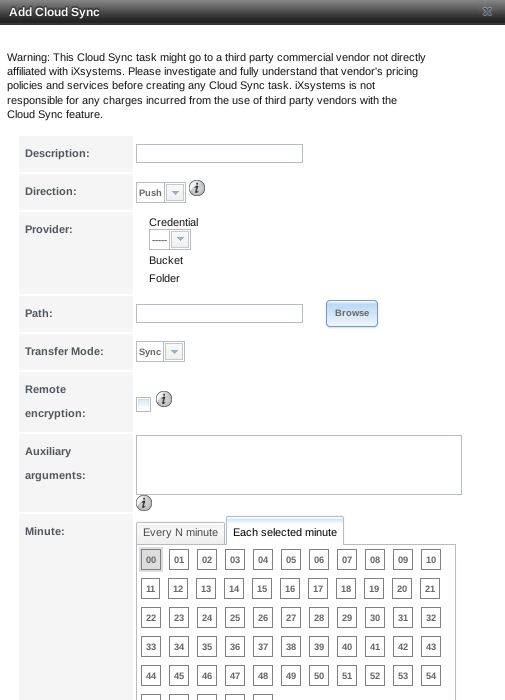 Add Cloud Sync
Warning: This Cloud Sync task might go to a third party commercial vendor not directly
affiliated with iXsystems. Please investigate and fully understand that vendor's pricing
policies and services before creating any Cloud Sync task. iXsystems is not
responsible for any charges incurred from the use of third party vendors with the
Cloud Sync feature.
Description:
Direction:
Push
i
Provider:
Credential
-----
Bucket
Folder
Path:
Browse
Transfer Mode:
Sync
Remote
encryption:
i
Auxiliary
arguments:
i
Minute:
Every N minute
Each selected minute
00 01 02 03 04 05 06 07 08 09 10
11 12 13 14 15 16 17 18 19 20 21
22 23 24 25 26 27 28 29 30 31 32
33 34 35 36 37 38 39 40 41 42 43
44 45 46 47 48 49 50 51 52 53 54